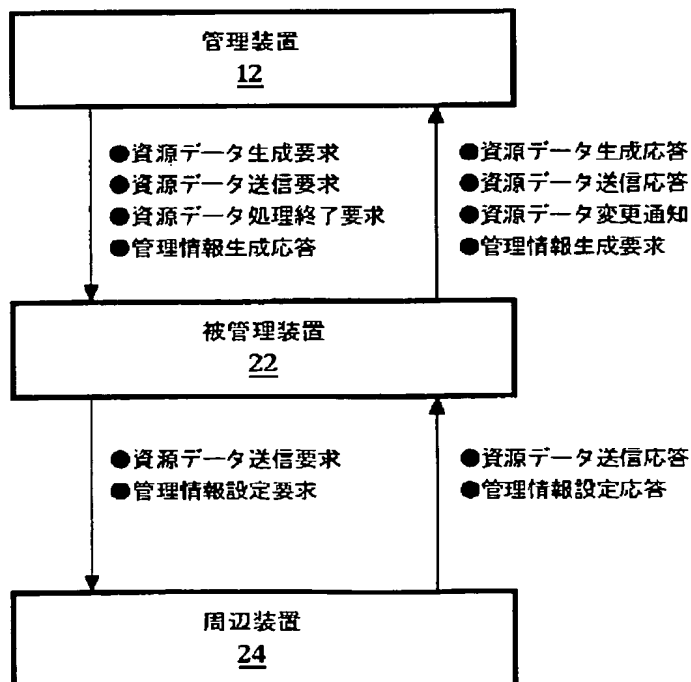 管理装置
12
●資源データ生成要求
●資源データ送信要求
●資源データ処理終了要求
●管理情報生成応答
●資源データ生成応答
●資源データ送信応答
●資源データ変更通知
●管理情報生成要求
被管理装置
22
●資源データ送信要求
●管理情報設定要求
●資源データ送信応答
●管理情報設定応答
周辺装置
24